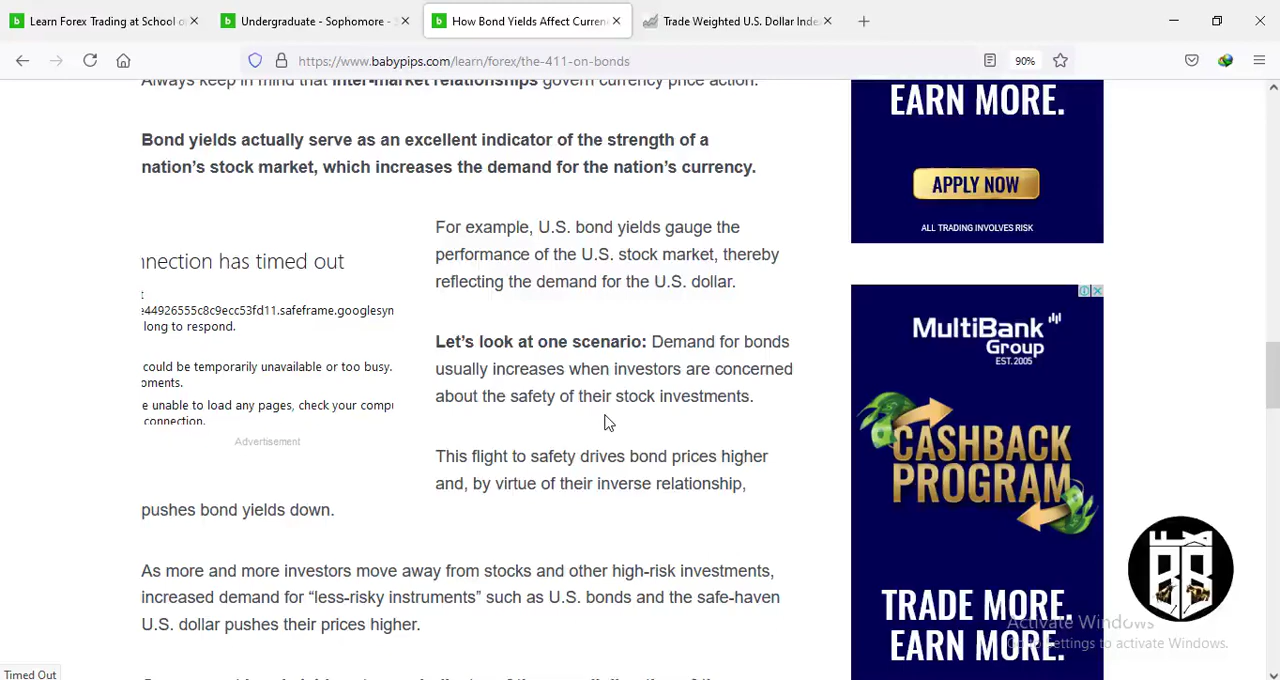 Learn Forex Trading at School o
Undergraduate - Sophomore -
How Bond Yields Affect Curren
Trade Weighted U.S. Dollar Inde
https://www.babypips.com/learn/forex/the-411-on-bonds
90%
Always keep in mind that inter-market relationships govern currency price action.
Bond yields actually serve as an excellent indicator of the strength of a
nation’s stock market, which increases the demand for the nation’s currency.
nnection has timed out
t
e44926555c8c9ecc53fd11.safeframe.googlesyn
long to respond.
could be temporarily unavailable or too busy.
oments.
e unable to load any pages, check your compu
connection.
Advertisement
For example, U.S. bond yields gauge the
performance of the U.S. stock market, thereby
reflecting the demand for the U.S. dollar.
Let’s look at one scenario: Demand for bonds
usually increases when investors are concerned
about the safety of their stock investments.
This flight to safety drives bond prices higher
and, by virtue of their inverse relationship,
pushes bond yields down.
As more and more investors move away from stocks and other high-risk investments,
increased demand for “less-risky instruments” such as U.S. bonds and the safe-haven
U.S. dollar pushes their prices higher.
EARN MORE.
APPLY NOW
ALL TRADING INVOLVES RISK
MultiBank
Group
EST. 2005
CASHBACK
PROGRAM
TRADE MORE.
EARN MORE.
Activate Windows
Settings to activate Windows.
Timed Out